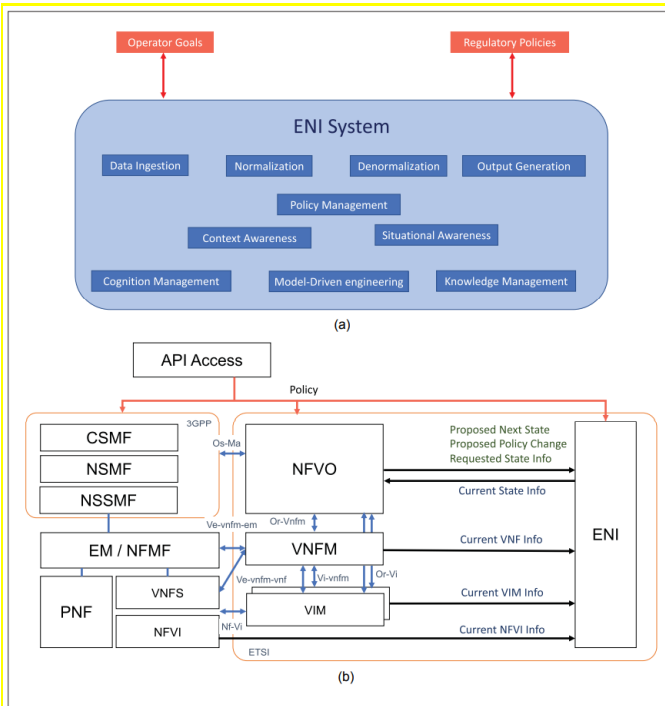 Operator Goals
Regulatory Policies
ENI System
Data Ingestion
Normalization
Denormalization
Output Generation
Policy Management
Context Awareness
Situational Awareness
Cognition Management
Model-Driven engineering
Knowledge Management
(a)
API Access
Policy
3GPP
CSMF
NSMF
NSSMF
Os-Ma
NFVO
Proposed Next State
Proposed Policy Change
Requested State Info
Current State Info
ENI
Ve-vnfm-em
Or-Vnfm
EM / NFMF
VNFM
Current VNF Info
Ve-vnfm-vnf
Vi-vnfm
Or-Vi
PNF
VNFS
VIM
Current VIM Info
Nf-Vi
NFVI
Current NFVI Info
ETSI
(b)